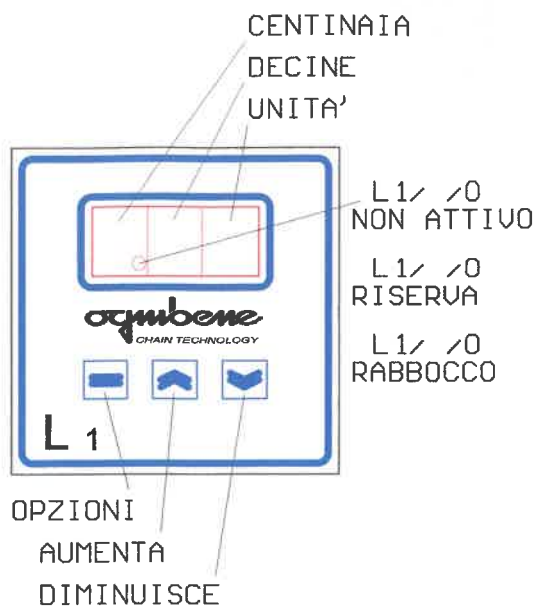 CENTINAIA
DECINE
UNITA'
L1/ /0
NON ATTIVO
L1/ /0
RISERVA
L1/ /0
RABBOCCO
ognibene
CHAIN TECHNOLOGY
L 1
OPZIONI
AUMENTA
DIMINUISCE